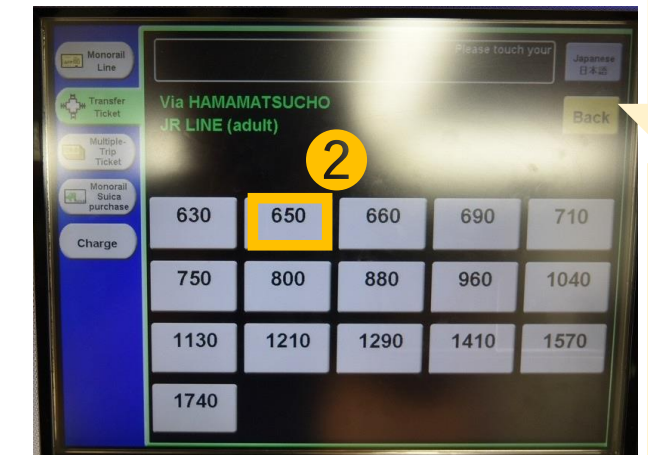 Monorail
Line
Transfer
Ticket
Multiple-
Trip
Ticket
Monorail
Suica
purchase
Charge
Please touch your
Japanese
日本語
Via HAMAMATSUCHO
JR LINE (adult)
Back
2
630 650 660 690 710
750 800 880 960 1040
1130 1210 1290 1410 1570
1740